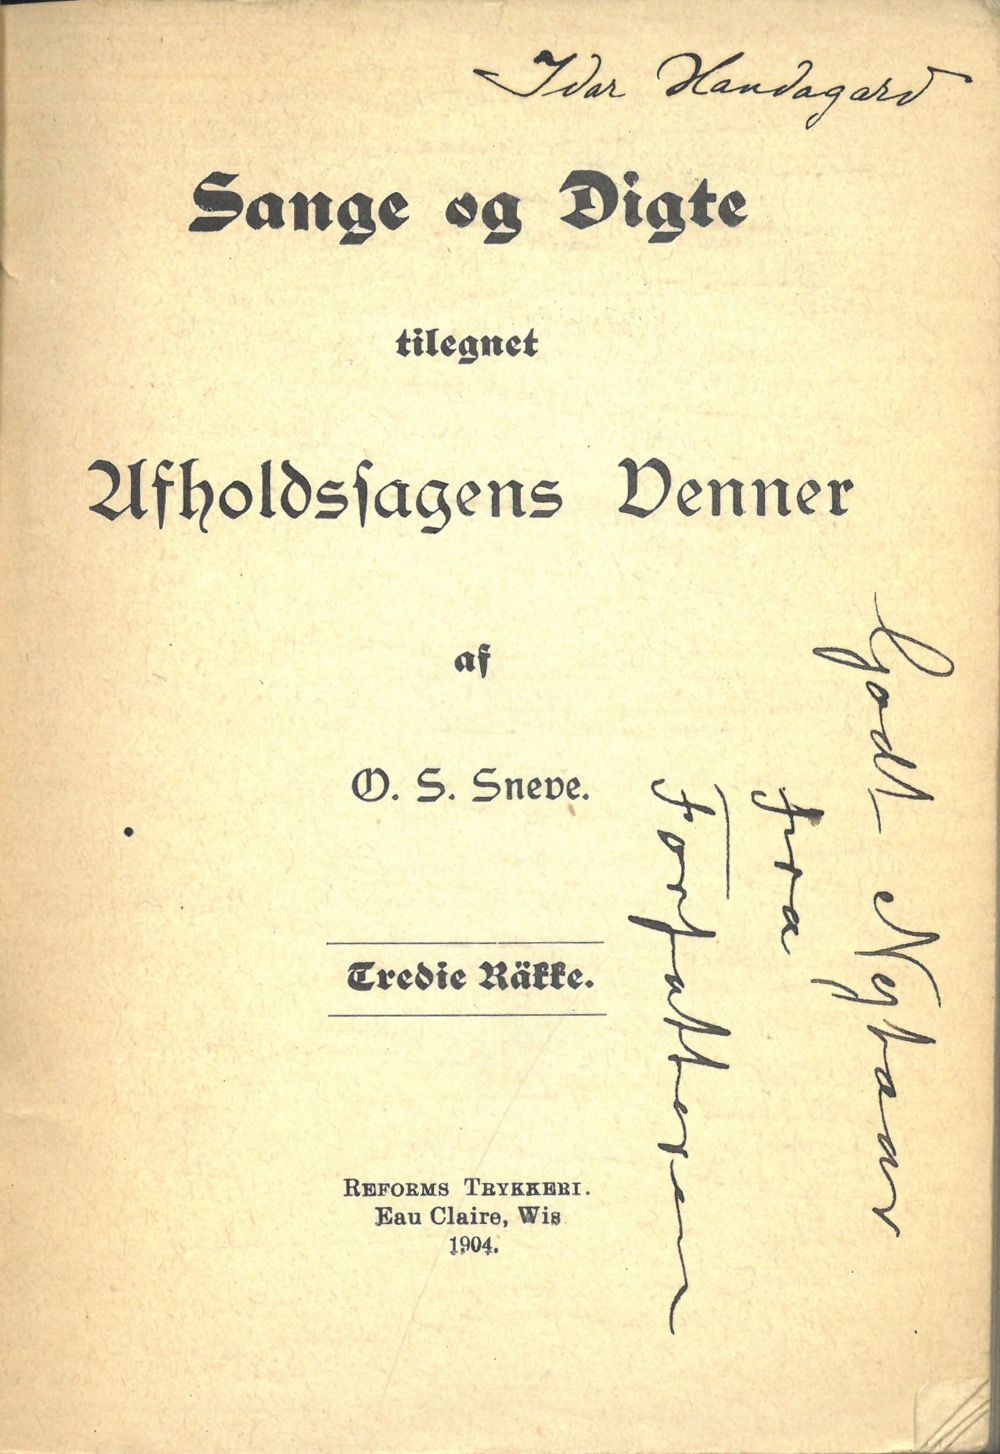 Idar Handagard
Sange og Digte
tilegnet
Afholdssagens Venner
af
O. S. Sneve.
Tredie Räkke.
REFORMS TRYKKERI.
Eau Claire, Wis
1904.
Godt Nytaar
fra
Forfatteren